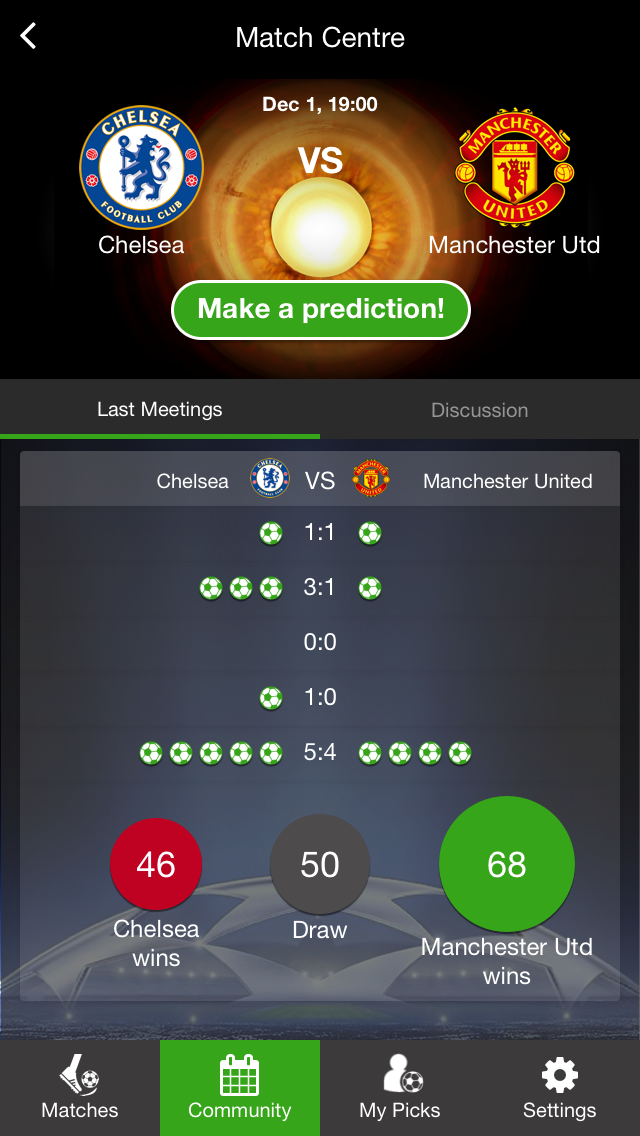 Match Centre
Dec 1, 19:00
CHELSEA
FOOTBALL CLUB
VS
MANCHESTER
UNITED
Chelsea
Manchester Utd
Make a prediction!
Last Meetings
Discussion
Chelsea VS Manchester United
1:1
3:1
0:0
1:0
5:4
46
50
68
Chelsea
wins
Draw
Manchester Utd
wins
Matches
Community
My Picks
Settings